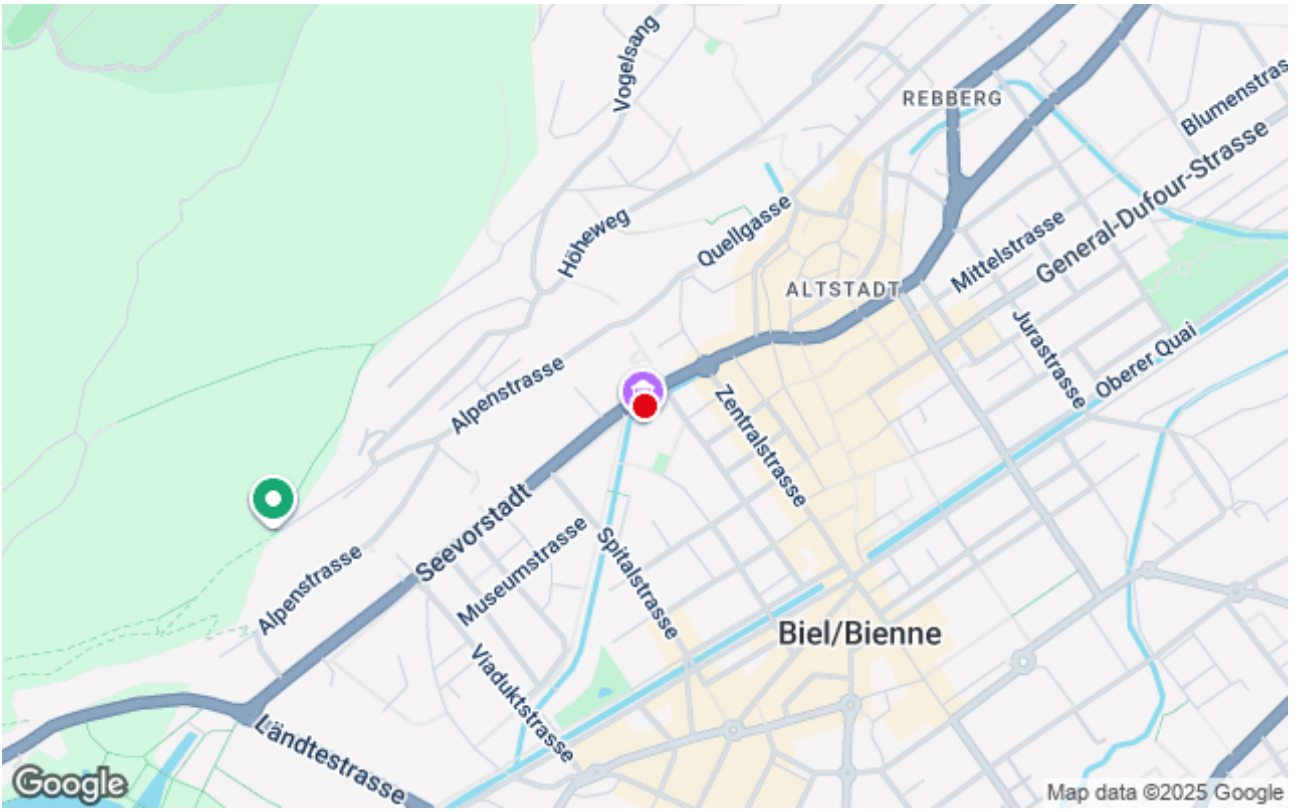 Vogelsang
REBBERG
Blumenstras
General-Dufour-Strasse
Höheweg
Quellgasse
Mittelstrasse
ALTSTADT
Jurastrasse
Oberer Quai
Alpenstrasse
Zentralstrasse
Seevorstadt
Museumstrasse
Spitalstrasse
Alpenstrasse
Biel/Bienne
Viaduktstrasse
Ländtestrasse
Google
Map data ©2025 Google